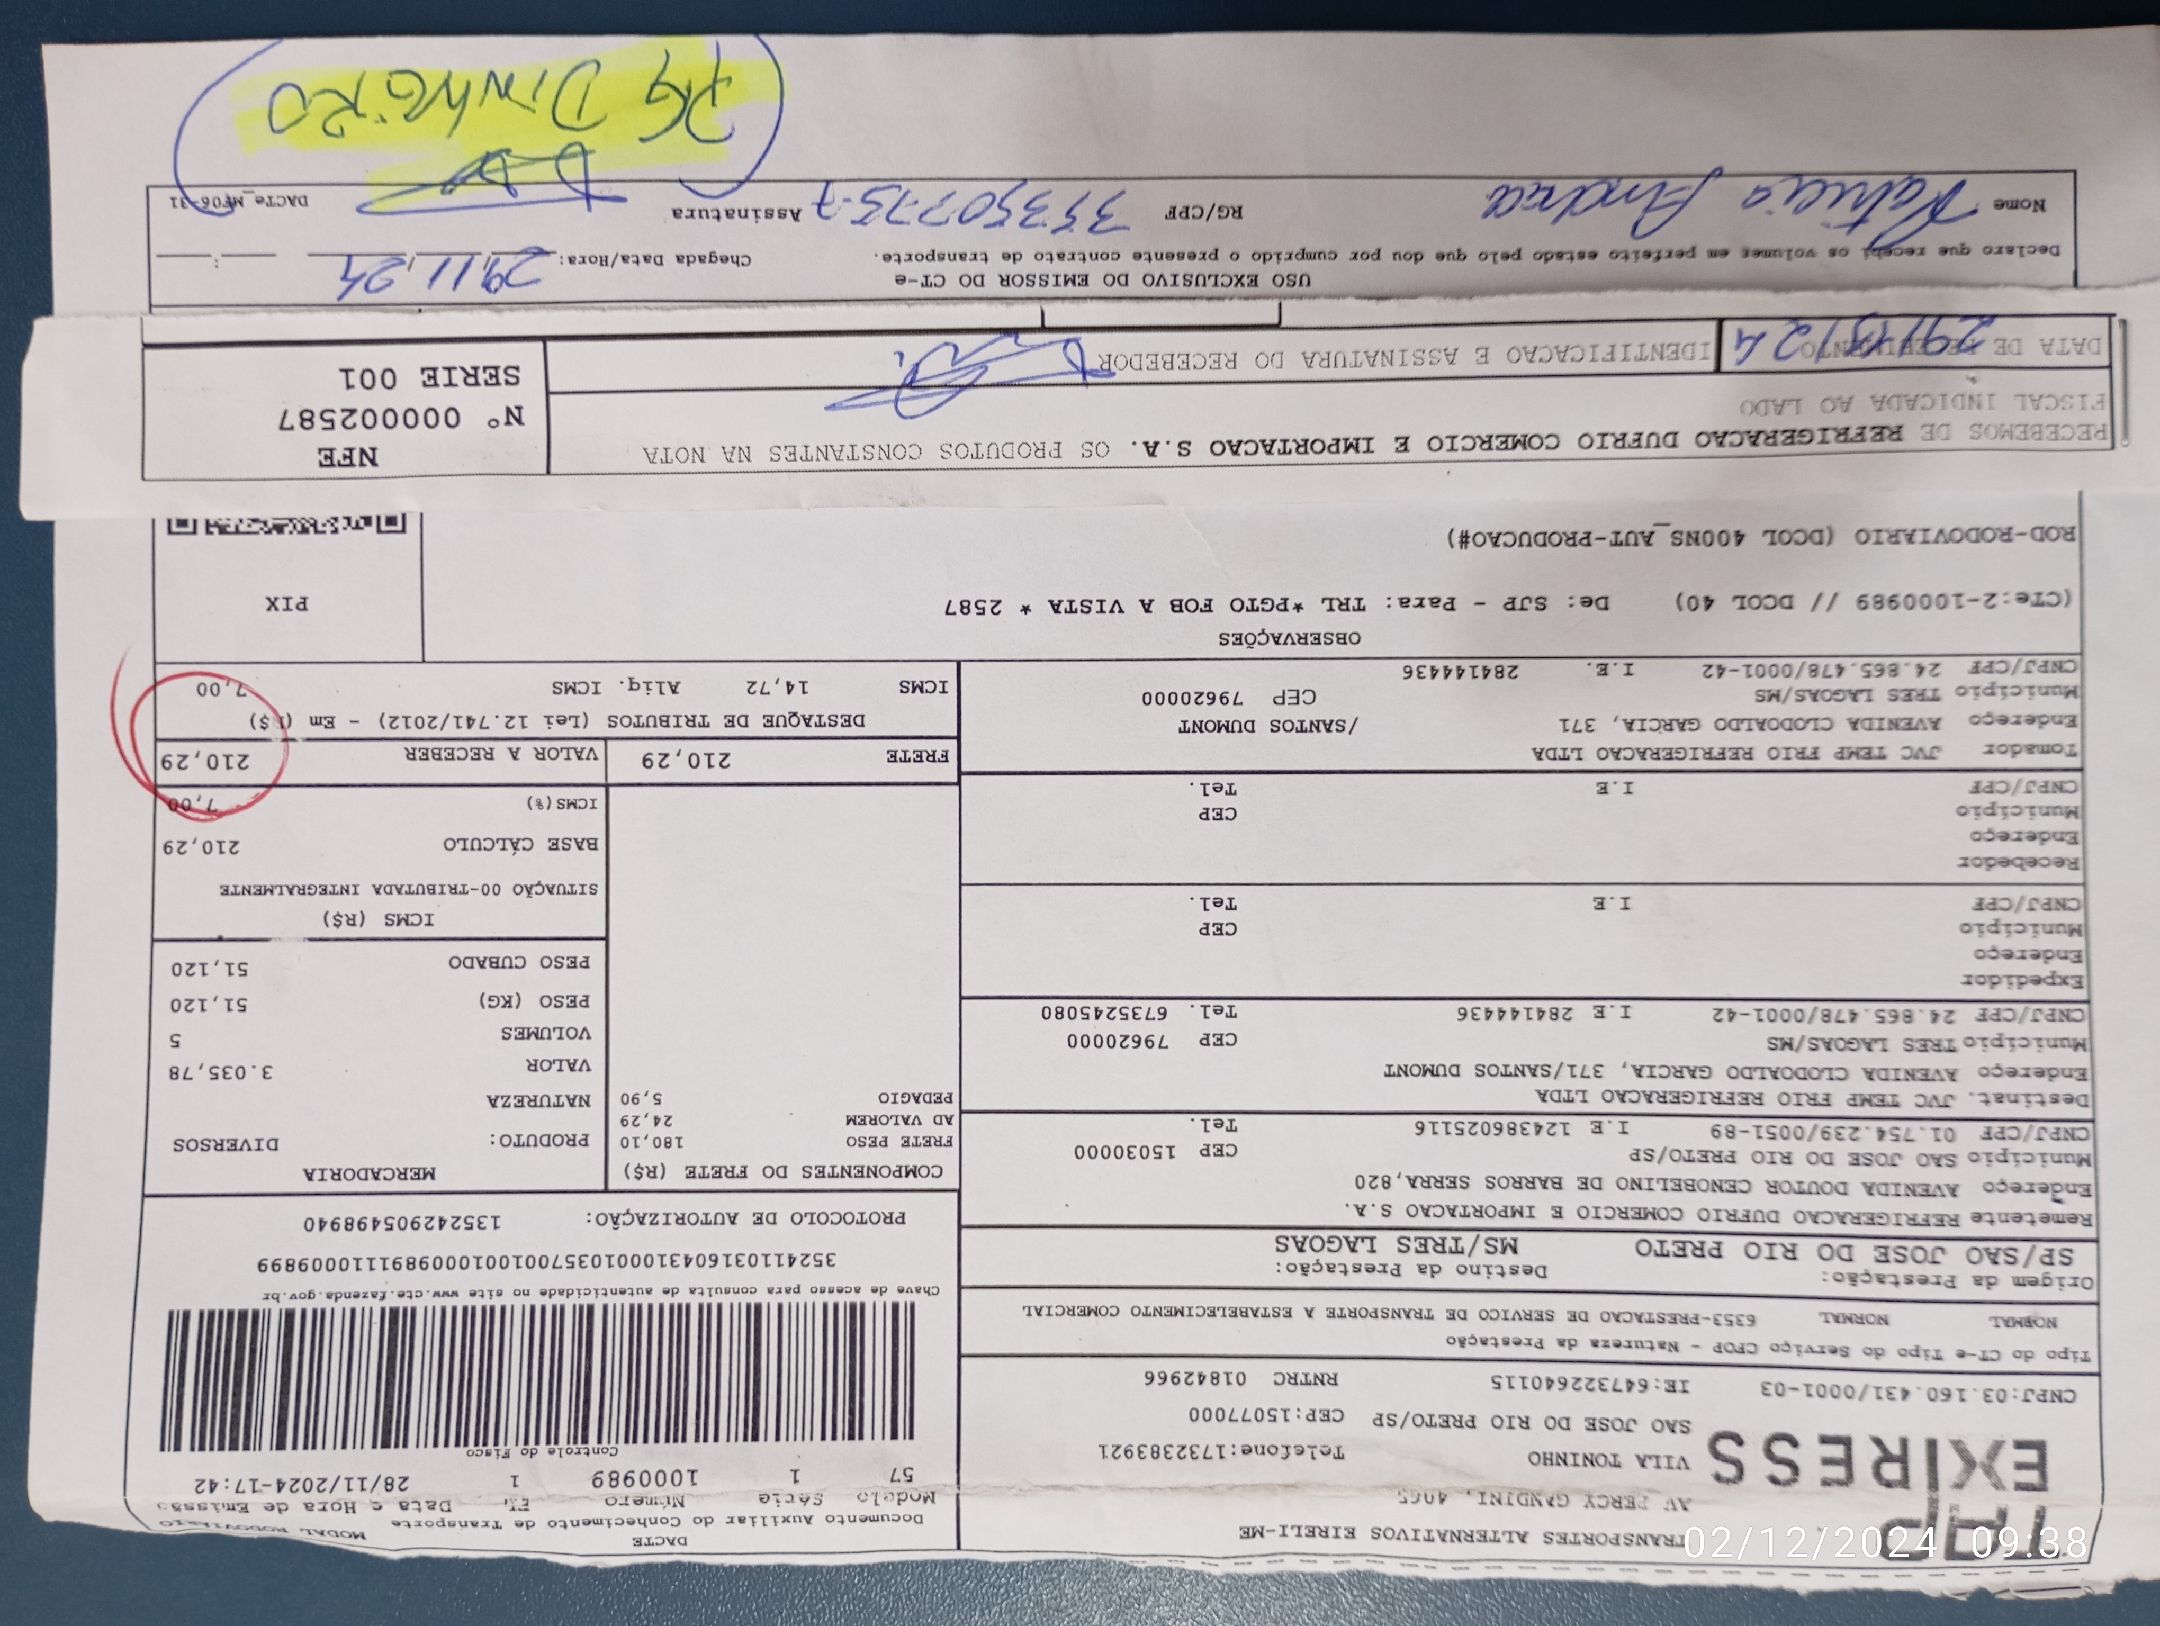 DACTE
Documento Auxiliar do Conhecimento de Transporte
MODAL RODOVIARIO
Modelo Série Número FL Data e Hora de Emissão
57 1 1000989 1 28/11/2024-17:42
Controle do Fisco
TAP
EXPRESS
TRANSPORTES ALTERNATIVOS EIRELI-ME
AV PERCY GANDINI, 4065
VILA TONINHO Telefone:1732383921
SAO JOSE DO RIO PRETO/SP CEP:15077000
CNPJ:03.160.431/0001-03 IE:647322640115 RNTRC 01842966
Tipo do CT-e Tipo do Serviço CFOP - Natureza da Prestação
NORMAL NORMAL 6353-PRESTACAO DE SERVICO DE TRANSPORTE A ESTABELECIMENTO COMERCIAL
Chave de acesso para consulta de autenticidade no site www.cte.fazenda.gov.br
35241103160431000103570010010009891110009899
PROTOCOLO DE AUTORIZAÇÃO: 135242905498940
Origem da Prestação: Destino da Prestação:
SP/SAO JOSE DO RIO PRETO MS/TRES LAGOAS
Remetente REFRIGERACAO DUFRIO COMERCIO E IMPORTACAO S.A.
Endereço AVENIDA DOUTOR CENOBELINO DE BARROS SERRA,820
Município SAO JOSE DO RIO PRETO/SP CEP 15030000
CNPJ/CPF 01.754.239/0051-89 I.E 124386025116 Tel.
Destinat. JVC TEMP FRIO REFRIGERACAO LTDA
Endereço AVENIDA CLODOALDO GARCIA, 371/SANTOS DUMONT
Município TRES LAGOAS/MS CEP 79620000
CNPJ/CPF 24.865.478/0001-42 I.E 284144436 Tel. 6735245080
Expedidor
Endereço
Município CEP
CNPJ/CPF I.E Tel.
Recebedor
Endereço
Município CEP
CNPJ/CPF I.E Tel.
Tomador JVC TEMP FRIO REFRIGERACAO LTDA
Endereço AVENIDA CLODOALDO GARCIA, 371 /SANTOS DUMONT
Município TRES LAGOAS/MS CEP 79620000
CNPJ/CPF 24.865.478/0001-42 I.E. 284144436
COMPONENTES DO FRETE (R$)
FRETE PESO 180,10
AD VALOREM 24,29
PEDAGIO 5,90
MERCADORIA
PRODUTO: DIVERSOS
NATUREZA
VALOR 3.035,78
VOLUMES 5
PESO (KG) 51,120
PESO CUBADO 51,120
ICMS (R$)
SITUAÇÃO 00-TRIBUTADA INTEGRALMENTE
BASE CÁLCULO 210,29
ICMS(%) 7,00
FRETE 210,29 VALOR A RECEBER 210,29
DESTAQUE DE TRIBUTOS (Lei 12.741/2012) - Em ($)
ICMS 14,72 Aliq. ICMS 7,00
OBSERVAÇÕES
(CTe:2-1000989 // DCOL 40) De: SJP - Para: TRL *PGTO FOB A VISTA * 2587
ROD-RODOVIARIO (DCOL 400NS_AUT-PRODUCAO#)
PIX
RECEBEMOS DE REFRIGERACAO DUFRIO COMERCIO E IMPORTACAO S.A. OS PRODUTOS CONSTANTES NA NOTA
FISCAL INDICADA AO LADO
NFE
N° 000002587
SERIE 001
DATA DE RECEBIMENTO IDENTIFICACAO E ASSINATURA DO RECEBEDOR
USO EXCLUSIVO DO EMISSOR DO CT-e
Declaro que recebi os volumes em perfeito estado pelo que dou por cumprido o presente contrato de transporte. Chegada Data/Hora: 29.11.24
Nome Patricia Andrea RG/CPF 353507757 Assinatura
DACTe_MF06-31
PG DinheiRO
02/12/2024 09:38